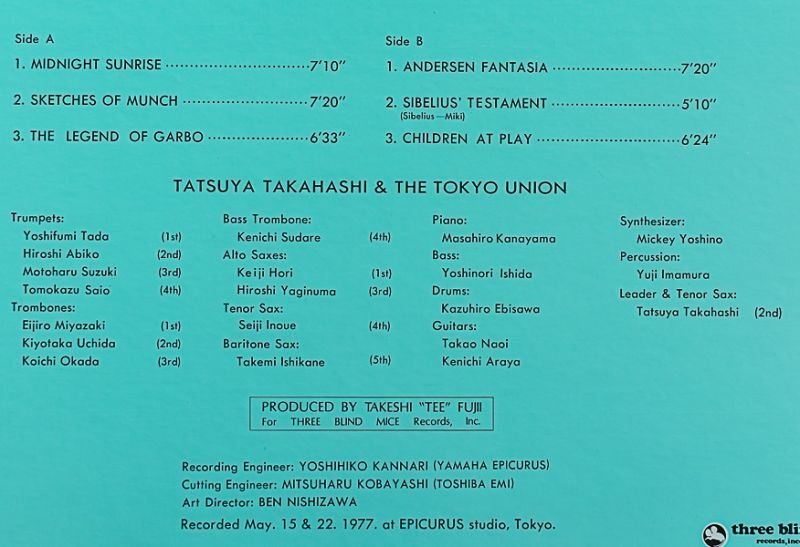 Side A
1. MIDNIGHT SUNRISE 7'10"
2. SKETCHES OF MUNCH 7'20"
3. THE LEGEND OF GARBO 6'33"
Side B
1. ANDERSEN FANTASIA 7'20"
2. SIBELIUS' TESTAMENT 5'10"
(Sibelius—Miki)
3. CHILDREN AT PLAY 6'24"
TATSUYA TAKAHASHI & THE TOKYO UNION
Trumpets:
Yoshifumi Tada (1st)
Hiroshi Abiko (2nd)
Motoharu Suzuki (3rd)
Tomokazu Saio (4th)
Trombones:
Eijiro Miyazaki (1st)
Kiyotaka Uchida (2nd)
Koichi Okada (3rd)
Bass Trombone:
Kenichi Sudare (4th)
Alto Saxes:
Keiji Hori (1st)
Hiroshi Yaginuma (3rd)
Tenor Sax:
Seiji Inoue (4th)
Baritone Sax:
Takemi Ishikane (5th)
Piano:
Masahiro Kanayama
Bass:
Yoshinori Ishida
Drums:
Kazuhiro Ebisawa
Guitars:
Takao Naoi
Kenichi Araya
Synthesizer:
Mickey Yoshino
Percussion:
Yuji Imamura
Leader & Tenor Sax:
Tatsuya Takahashi (2nd)
PRODUCED BY TAKESHI "TEE" FUJII
For THREE BLIND MICE Records, Inc.
Recording Engineer: YOSHIHIKO KANNARI (YAMAHA EPICURUS)
Cutting Engineer: MITSUHARU KOBAYASHI (TOSHIBA EMI)
Art Director: BEN NISHIZAWA
Recorded May. 15 & 22. 1977. at EPICURUS studio, Tokyo.
three bli
records, inc